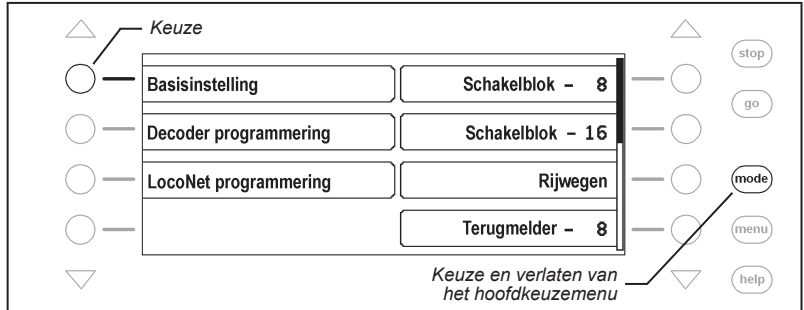 Keuze
stop
Basisinstelling
Schakelblok – 8
go
Decoder programmering
Schakelblok – 16
LocoNet programmering
Rijwegen
mode
Terugmelder – 8
menu
Keuze en verlaten van
het hoofdkeuzemenu
help